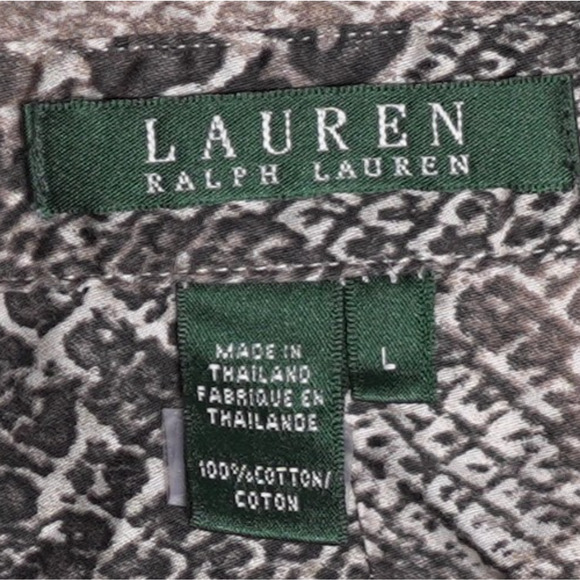 LAUREN
RALPH LAUREN
MADE IN
THAILAND
FABRIQUE EN
THAILANDE
100%COTTON/
COTON
L